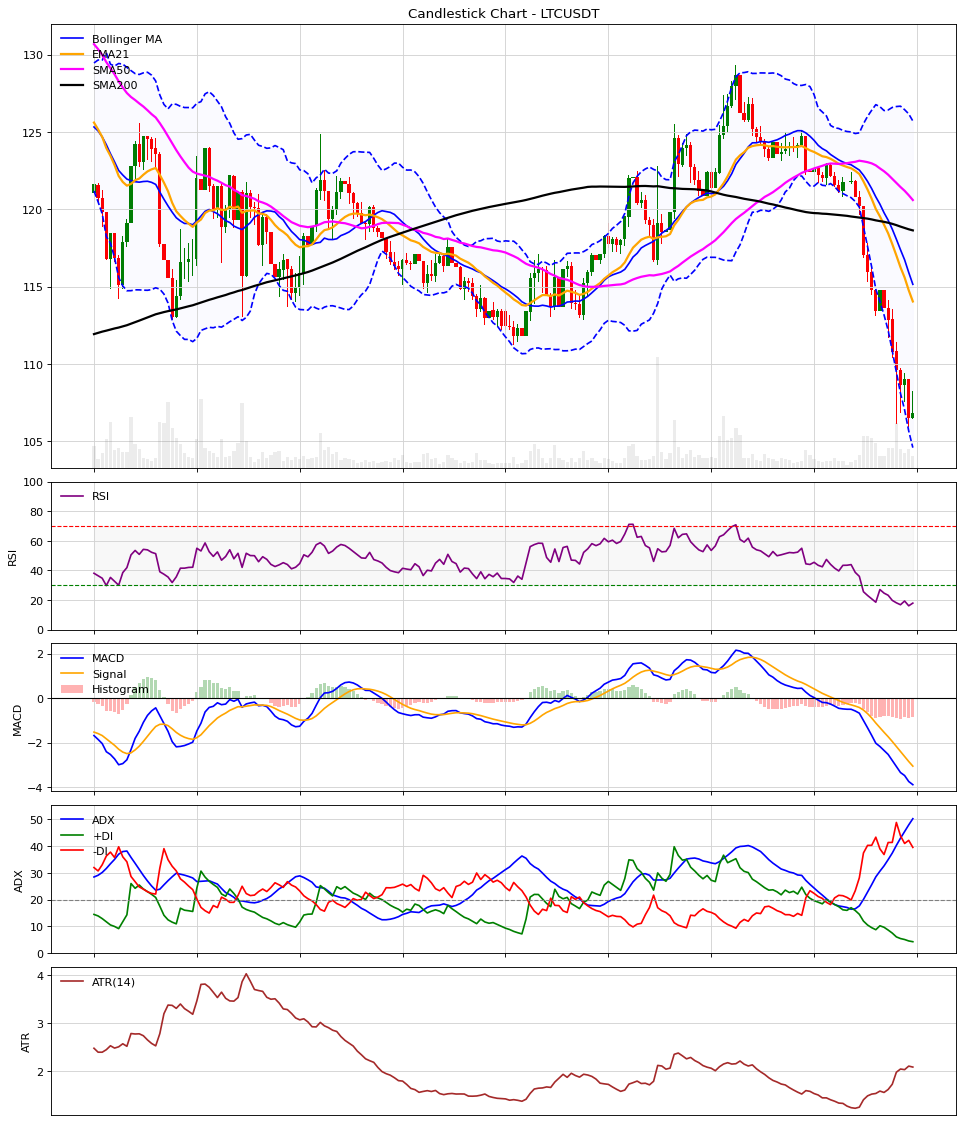 Candlestick Chart - LTCUSDT
Bollinger MA
EMA21
SMA50
SMA200
130
125
120
115
110
105
RSI
RSI
100
80
60
40
20
0
MACD
Signal
Histogram
MACD
2
0
−2
−4
ADX
+DI
-DI
ADX
50
40
30
20
10
0
ATR(14)
ATR
4
3
2